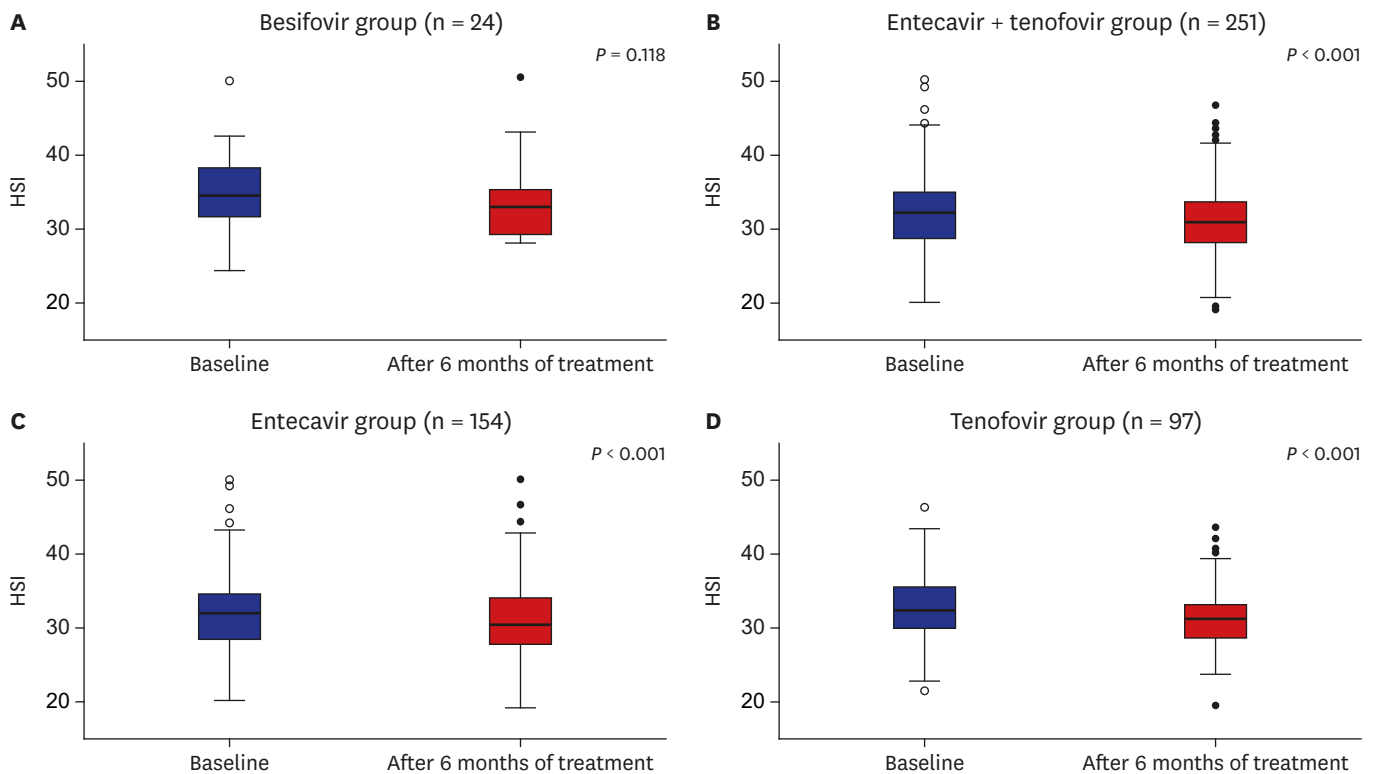 A
Besifovir group (n = 24)
P = 0.118
HSI
50
40
30
20
Baseline
After 6 months of treatment
B
Entecavir + tenofovir group (n = 251)
P < 0.001
HSI
50
40
30
20
Baseline
After 6 months of treatment
C
Entecavir group (n = 154)
P < 0.001
HSI
50
40
30
20
Baseline
After 6 months of treatment
D
Tenofovir group (n = 97)
P < 0.001
HSI
50
40
30
20
Baseline
After 6 months of treatment